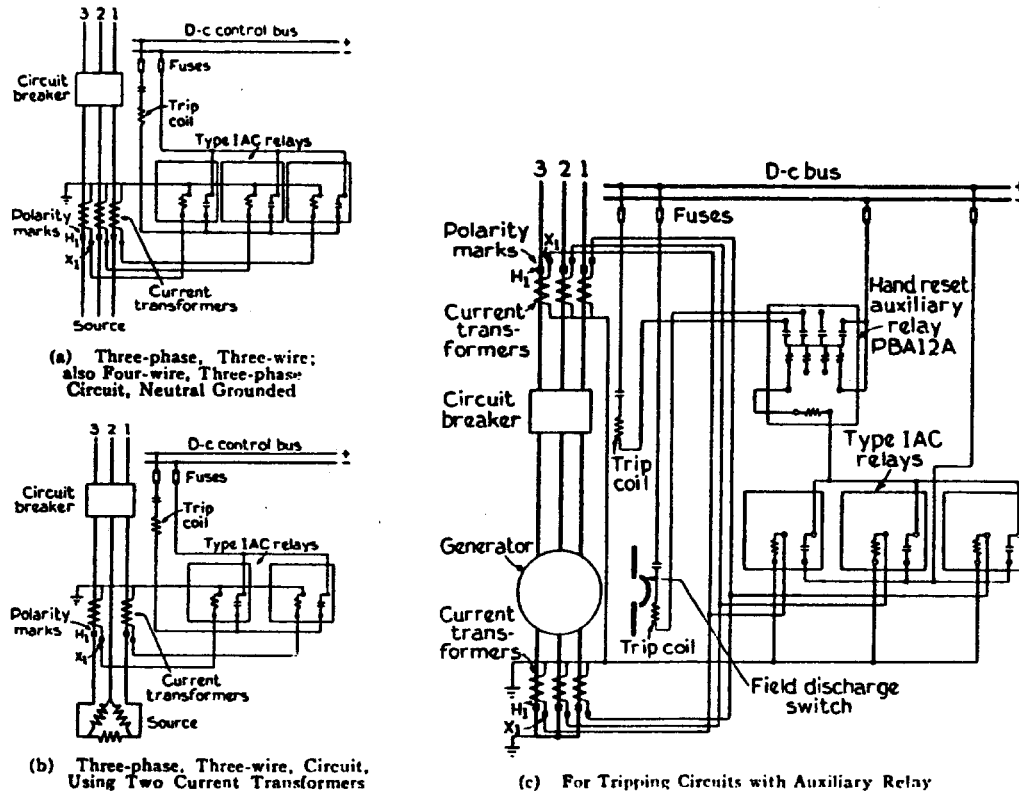 3 2 1
D-c control bus
+
-
Fuses
Circuit
breaker
Trip
coil
Type IAC relays
Polarity
marks
H1
X1
Current
transformers
Source
(a) Three-phase, Three-wire;
also Four-wire, Three-phase
Circuit, Neutral Grounded
3 2 1
D-c control bus
+
-
Fuses
Circuit
breaker
Trip
coil
Type IAC relays
Polarity
marks
H1
X1
Current
transformers
Source
(b) Three-phase, Three-wire, Circuit,
Using Two Current Transformers
3 2 1
D-c bus
+
-
Fuses
Polarity
marks
X1
H1
Current
trans-
formers
Hand reset
auxiliary
relay
PBA12A
Circuit
breaker
Trip
coil
Type IAC
relays
Generator
Current
trans-
formers
Trip coil
Field discharge
switch
H1
X1
(c) For Tripping Circuits with Auxiliary Relay